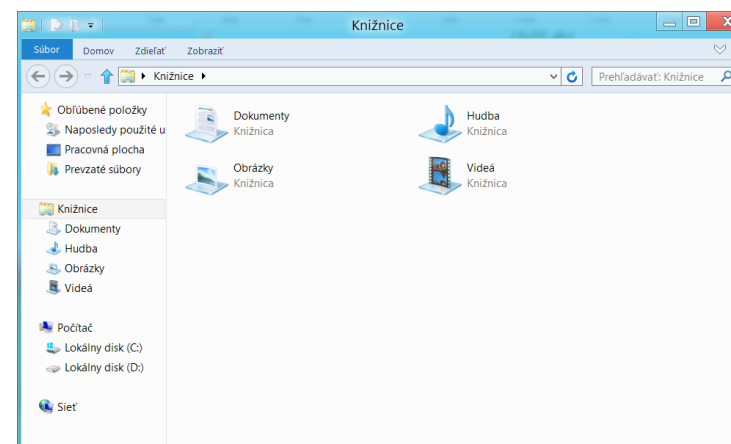 Knižnice
Súbor Domov Zdieľať Zobraziť
Knižnice
Prehľadávať: Knižnice
Obľúbené položky
Naposledy použité u
Pracovná plocha
Prevzaté súbory
Knižnice
Dokumenty
Hudba
Obrázky
Videá
Počítač
Lokálny disk (C:)
Lokálny disk (D:)
Sieť
Dokumenty
Knižnica
Hudba
Knižnica
Obrázky
Knižnica
Videá
Knižnica